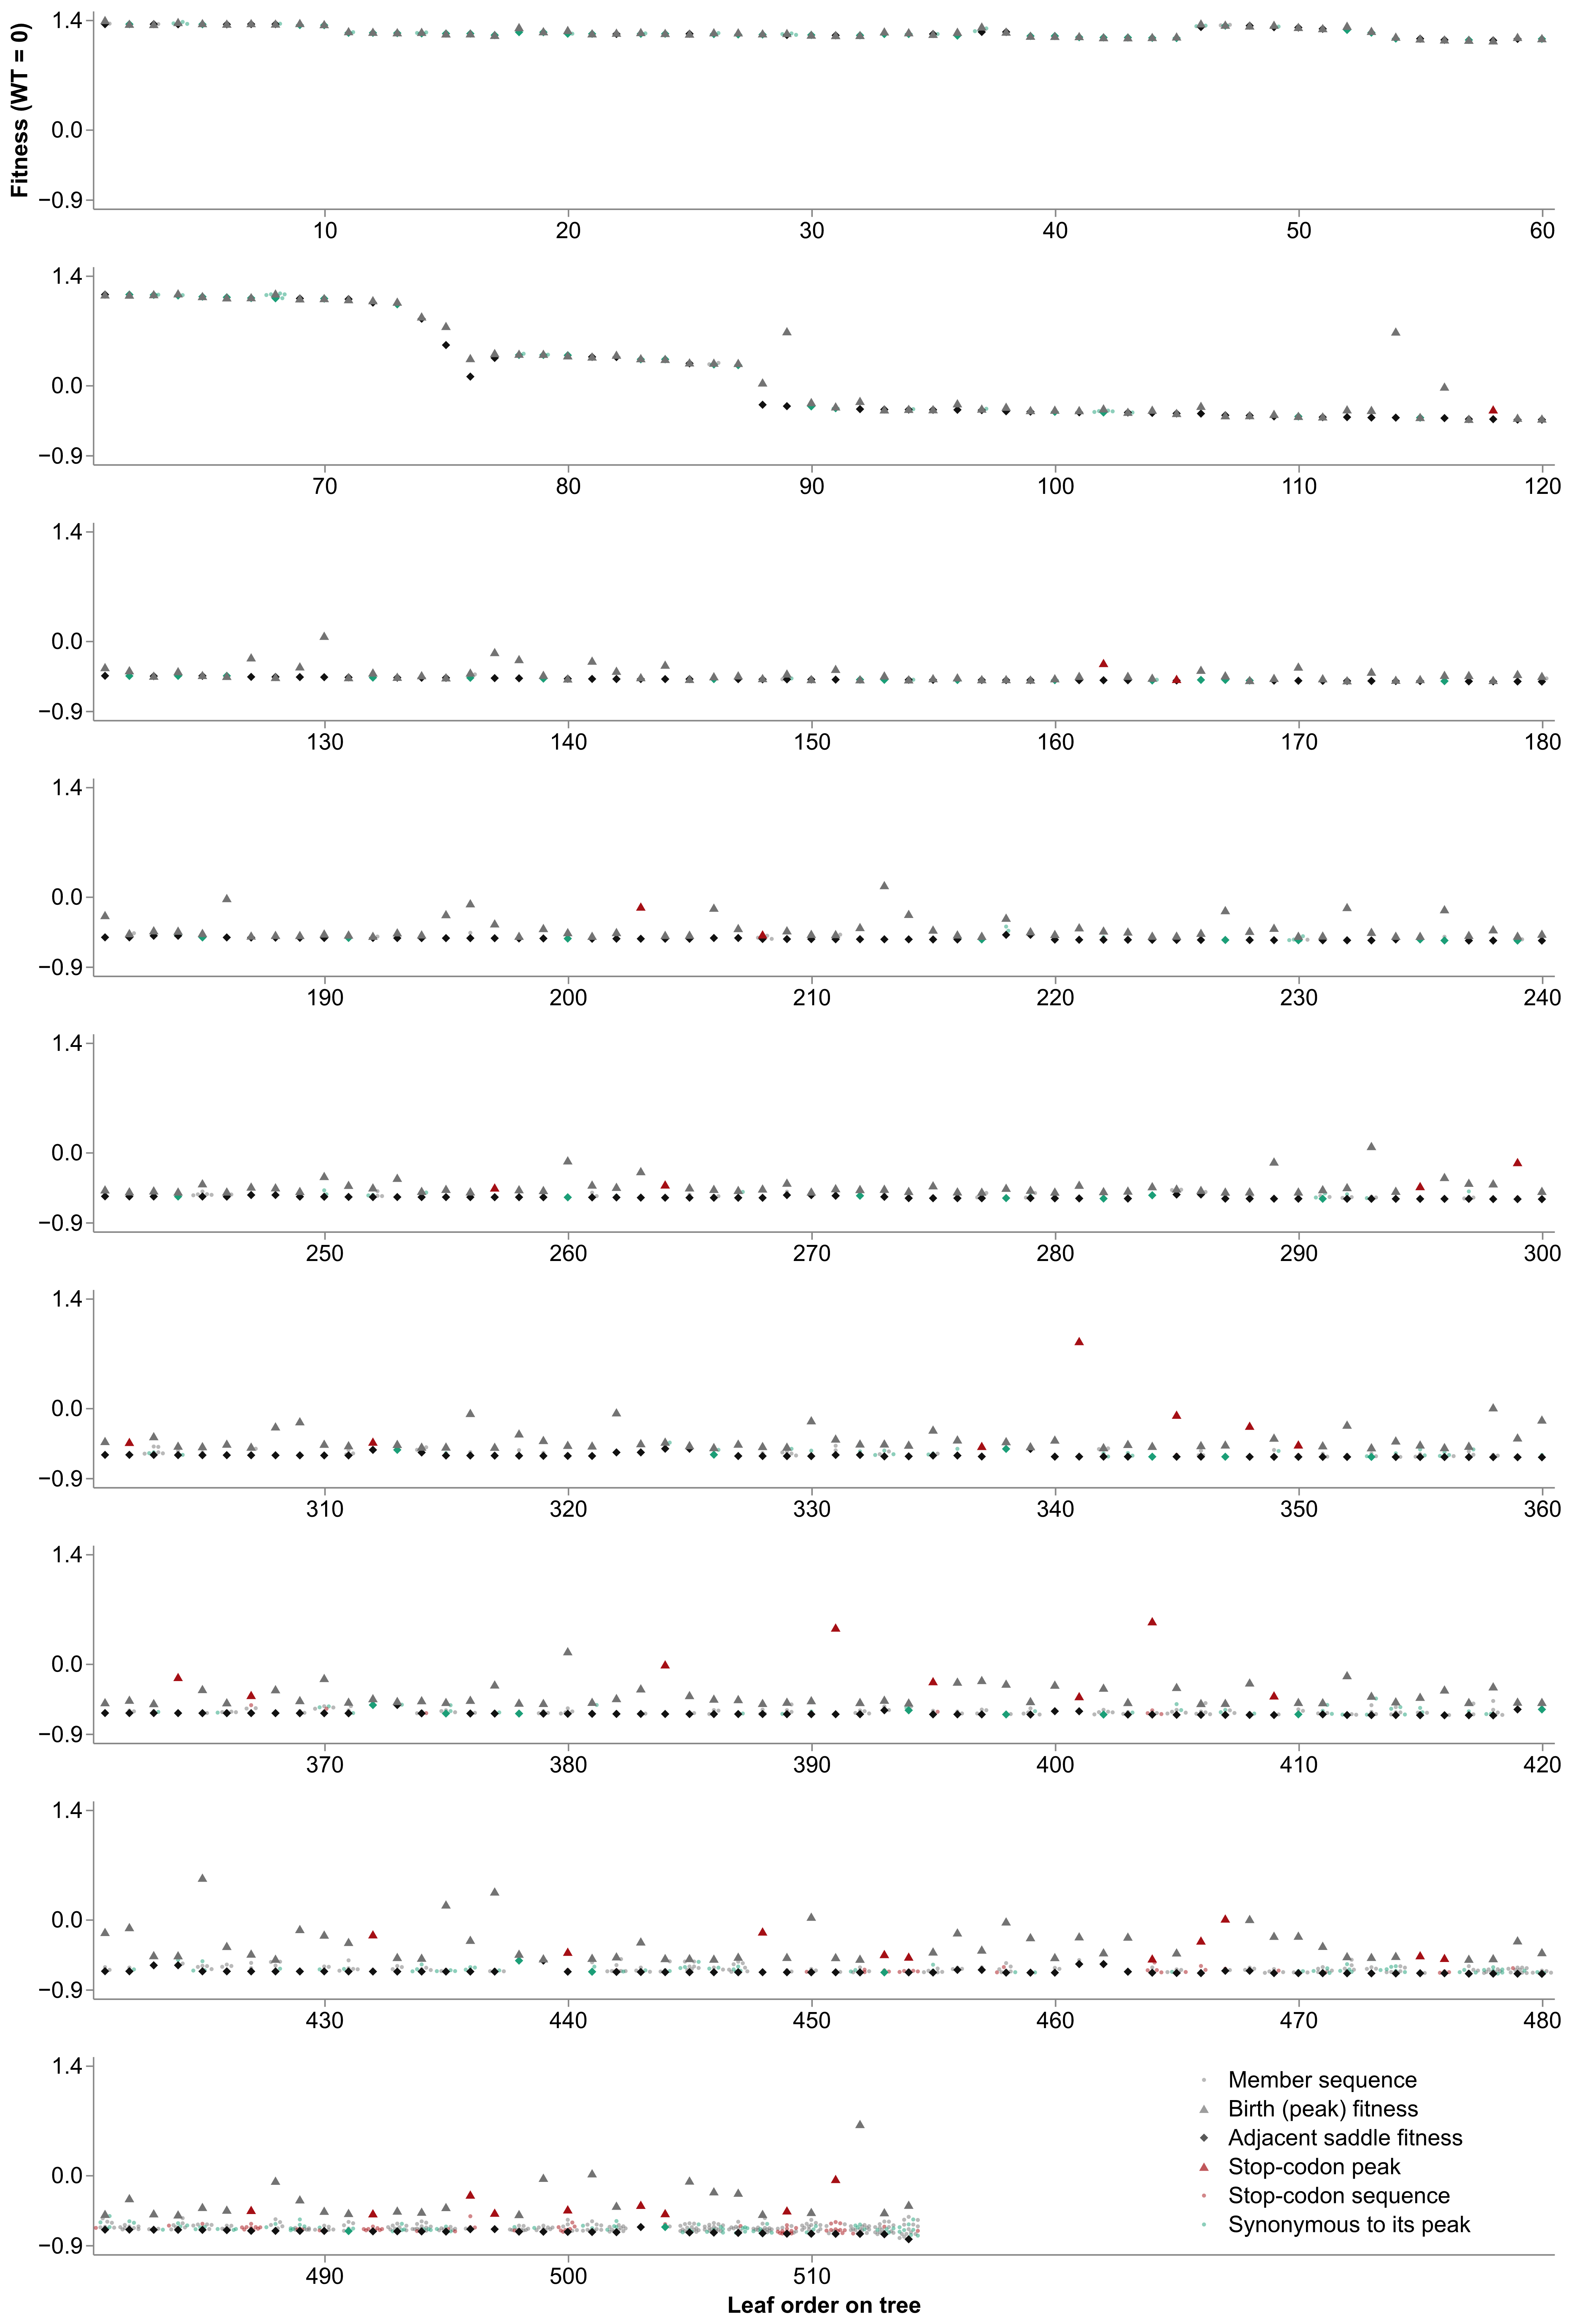 Fitness (WT = 0)
1.4
0.0
−0.9
10 20 30 40 50 60
1.4
0.0
−0.9
70 80 90 100 110 120
1.4
0.0
−0.9
130 140 150 160 170 180
1.4
0.0
−0.9
190 200 210 220 230 240
1.4
0.0
−0.9
250 260 270 280 290 300
1.4
0.0
−0.9
310 320 330 340 350 360
1.4
0.0
−0.9
370 380 390 400 410 420
1.4
0.0
−0.9
430 440 450 460 470 480
1.4
0.0
−0.9
490 500 510
Member sequence
Birth (peak) fitness
Adjacent saddle fitness
Stop-codon peak
Stop-codon sequence
Synonymous to its peak
Leaf order on tree